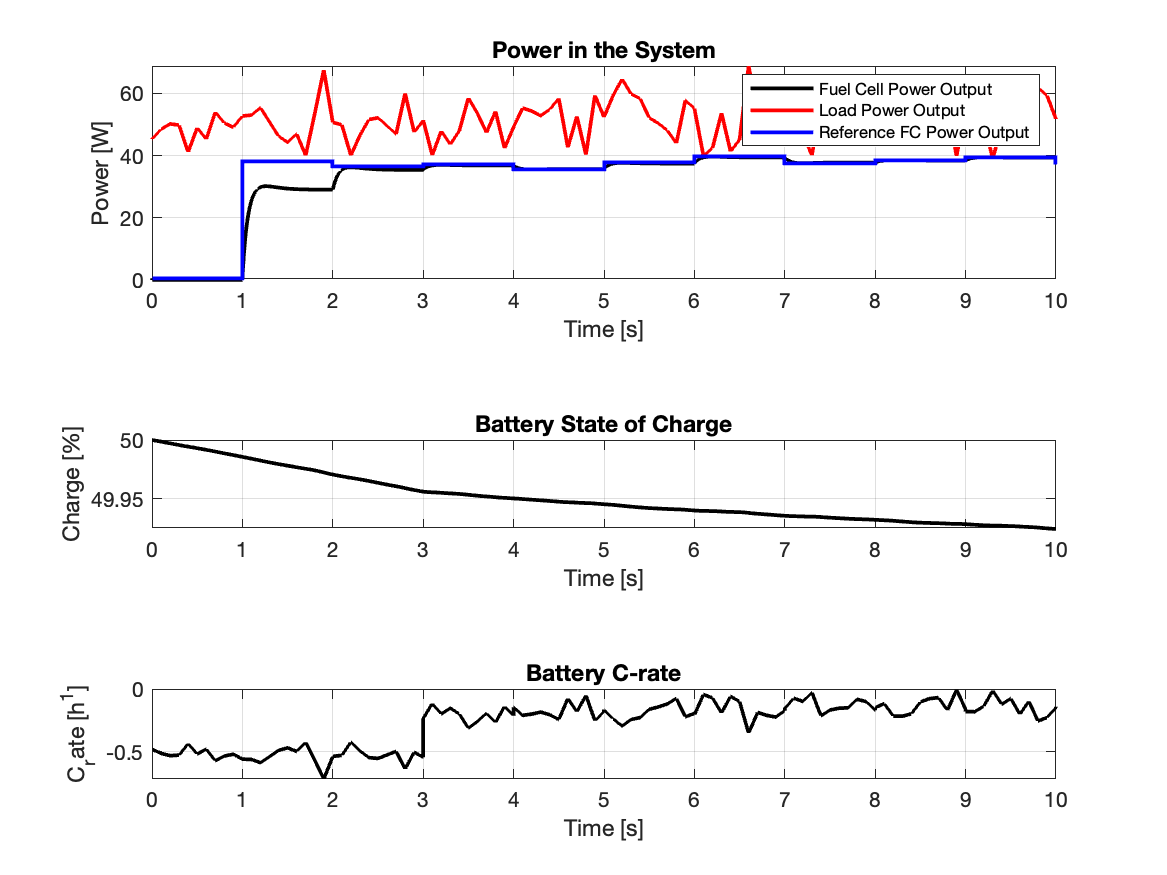 Power in the System
Fuel Cell Power Output
Load Power Output
Reference FC Power Output
Power [W]
60
40
20
0
0 1 2 3 4 5 6 7 8 9 10
Time [s]
Battery State of Charge
Charge [%]
50
49.95
0 1 2 3 4 5 6 7 8 9 10
Time [s]
Battery C-rate
C_rate [h^1]
0
-0.5
0 1 2 3 4 5 6 7 8 9 10
Time [s]